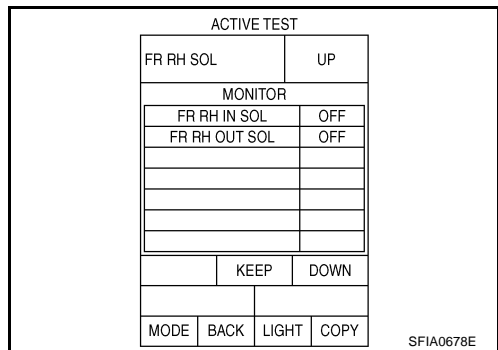 ACTIVE TEST
FR RH SOL UP
MONITOR
FR RH IN SOL OFF
FR RH OUT SOL OFF
KEEP DOWN
MODE BACK LIGHT COPY
SFIA0678E